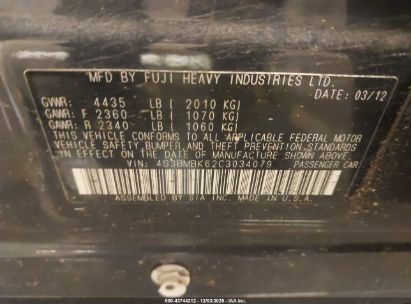 MFD BY FUJI HEAVY INDUSTRIES LTD.
DATE: 03/12
GVWR: 4435 LB ( 2010 KG)
GAWR: F 2360 LB ( 1070 KG)
GAWR: R 2340 LB ( 1060 KG)
THIS VEHICLE CONFORMS TO ALL APPLICABLE FEDERAL MOTOR
VEHICLE SAFETY, BUMPER, AND THEFT PREVENTION STANDARDS IN EFFECT ON THE
DATE OF MANUFACTURE SHOWN ABOVE.
VIN: 4S3BMBK62C3034079 PASSENGER CAR
ASSEMBLED BY SIA INC. MADE IN U.S.A.